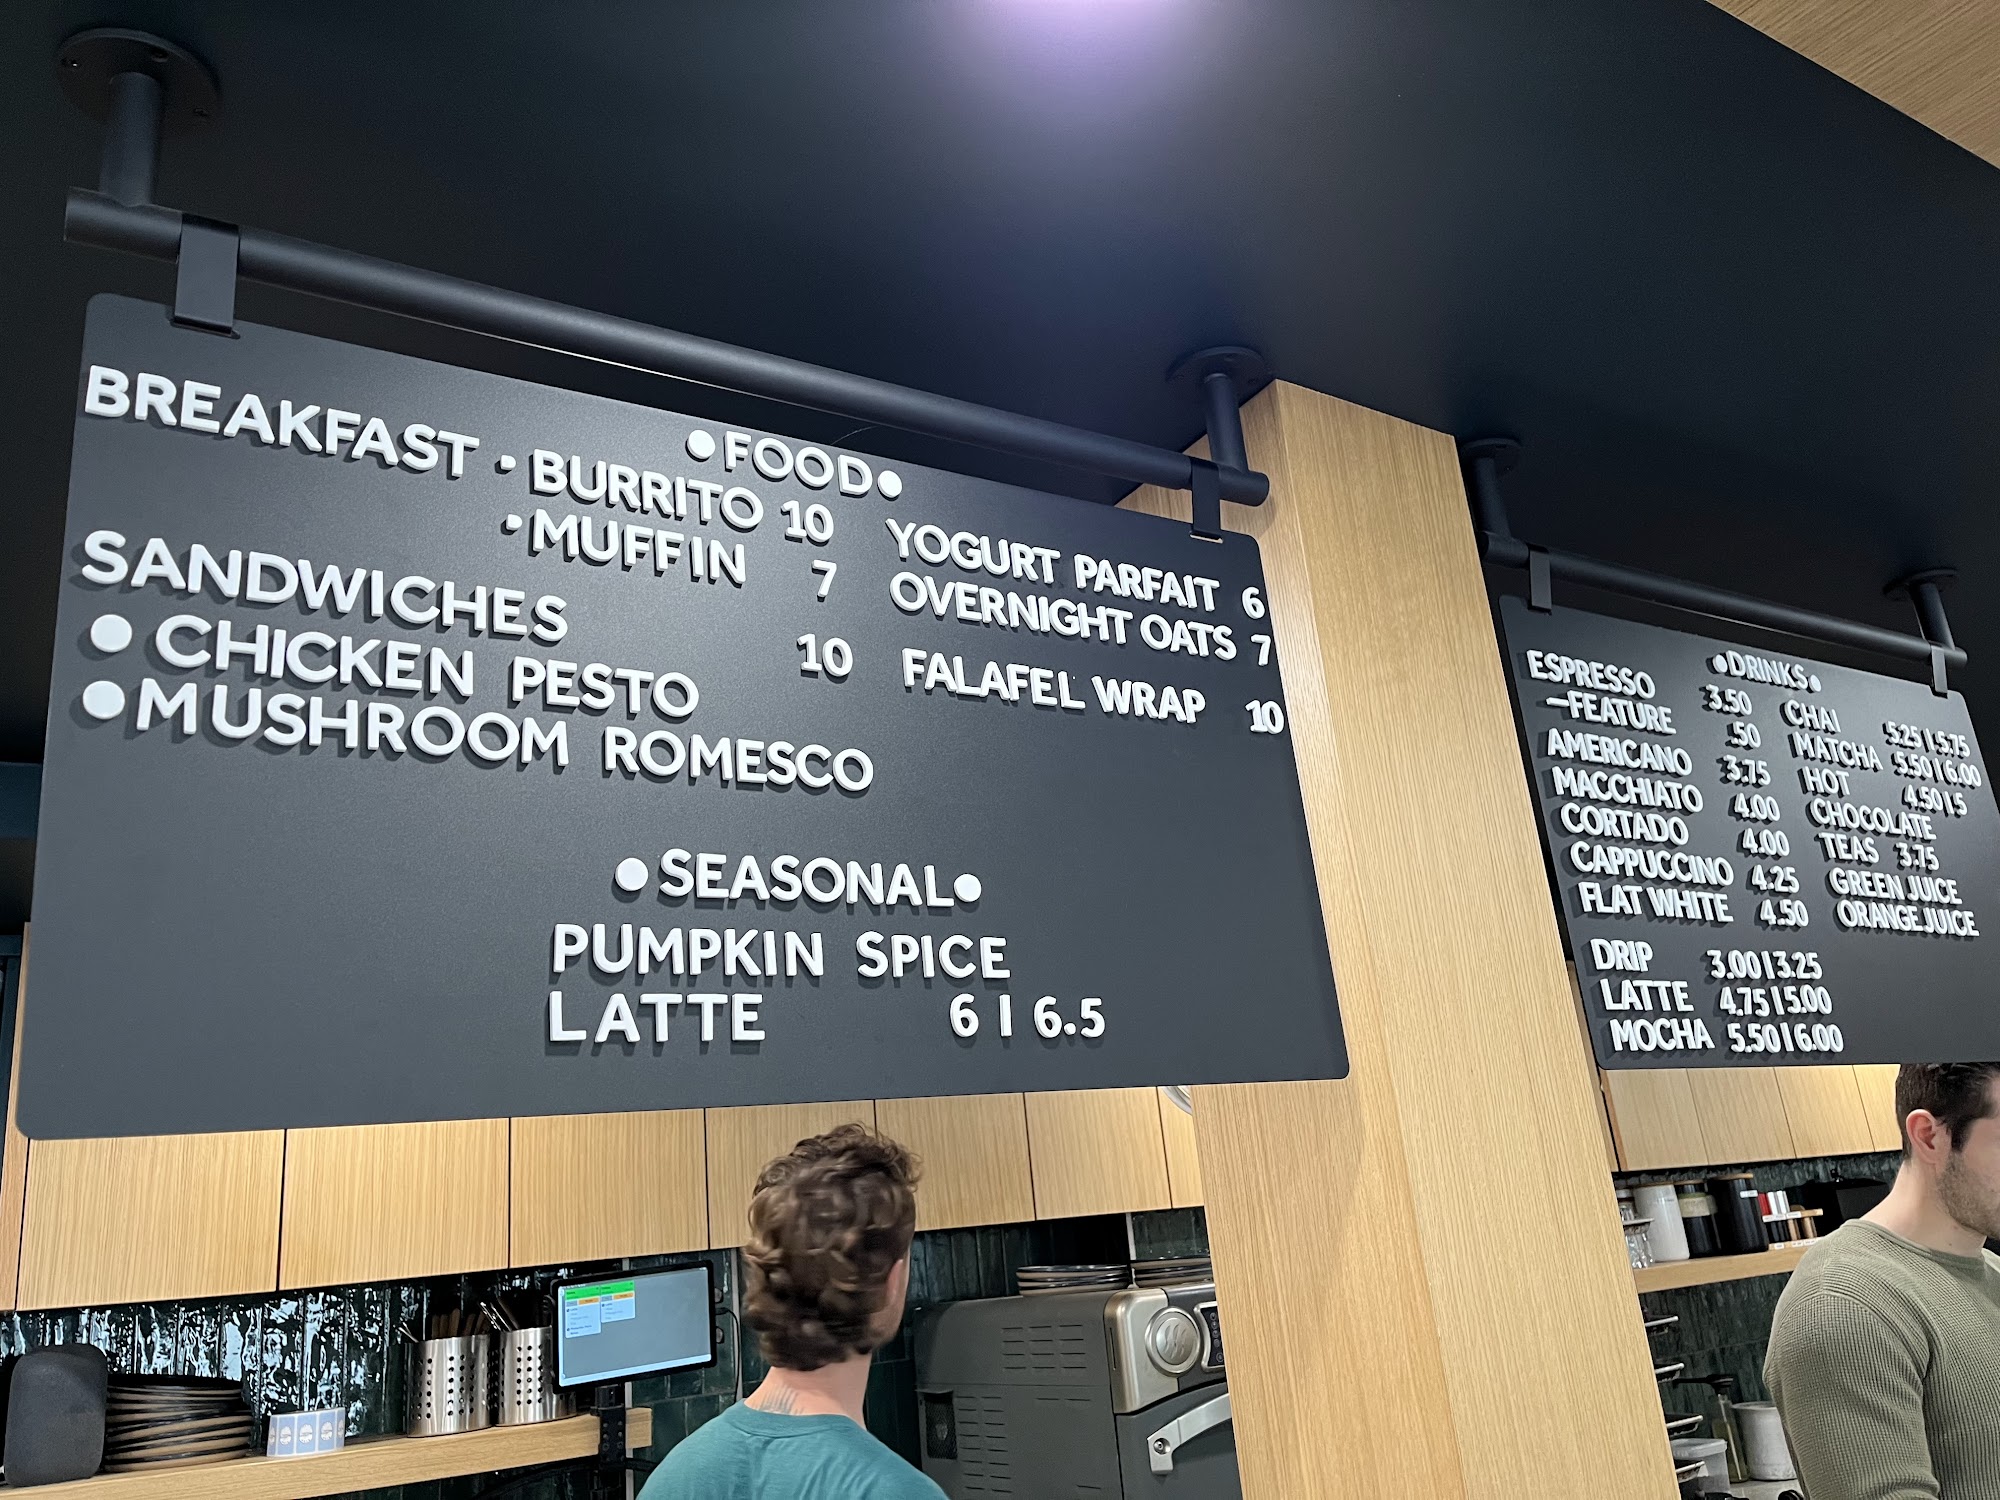 ●FOOD●
BREAKFAST •BURRITO 10
•MUFFIN 7
YOGURT PARFAIT 6
OVERNIGHT OATS 7
SANDWICHES 10
●CHICKEN PESTO
●MUSHROOM ROMESCO
FALAFEL WRAP 10
●SEASONAL●
PUMPKIN SPICE
LATTE 6 | 6.5
●DRINKS●
ESPRESSO 3.50
—FEATURE .50
AMERICANO 3.75
MACCHIATO 4.00
CORTADO 4.00
CAPPUCCINO 4.25
FLAT WHITE 4.50
DRIP 3.00|3.25
LATTE 4.75|5.00
MOCHA 5.50|6.00
CHAI 5.25|5.75
MATCHA 5.50|6.00
HOT 4.50|5
CHOCOLATE
TEAS 3.75
GREEN JUICE
ORANGE JUICE